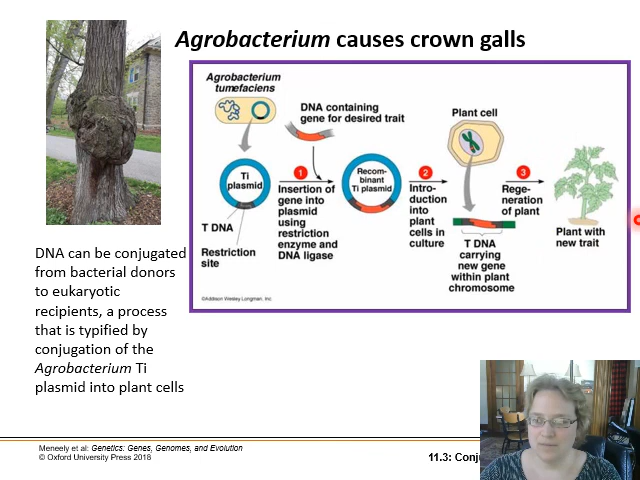 Agrobacterium causes crown galls
Agrobacterium
tumefaciens
DNA containing
gene for desired trait
Plant cell
Ti
plasmid
1
Recom-
binant
Ti plasmid
2
3
Insertion of
gene into
plasmid
using
restriction
enzyme and
DNA ligase
Intro-
duction
into
plant
cells in
culture
Rege-
neration
of plant
T DNA
Restriction
site
T DNA
carrying
new gene
within plant
chromosome
Plant with
new trait
©Addison Wesley Longman, Inc.
DNA can be conjugated
from bacterial donors
to eukaryotic
recipients, a process
that is typified by
conjugation of the
Agrobacterium Ti
plasmid into plant cells
Meneely et al: Genetics: Genes, Genomes, and Evolution
© Oxford University Press 2018
11.3: